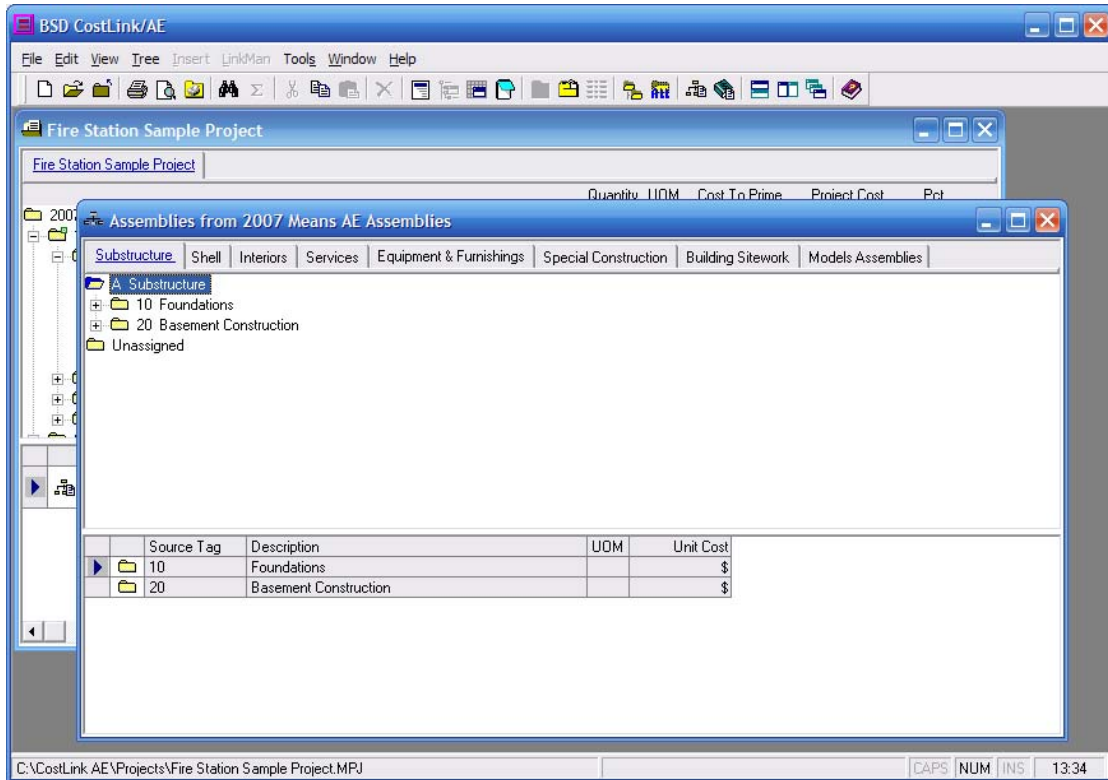 BSD CostLink/AE
File Edit View Tree Insert LinkMan Tools Window Help
Fire Station Sample Project
Fire Station Sample Project
Quantity UOM Cost To Prime Project Cost Pct
2007
Assemblies from 2007 Means AE Assemblies
Substructure Shell Interiors Services Equipment & Furnishings Special Construction Building Sitework Models Assemblies
A Substructure
10 Foundations
20 Basement Construction
Unassigned
Source Tag Description UOM Unit Cost
10 Foundations $
20 Basement Construction $
C:\CostLink AE\Projects\Fire Station Sample Project.MPJ CAPS NUM INS 13:34